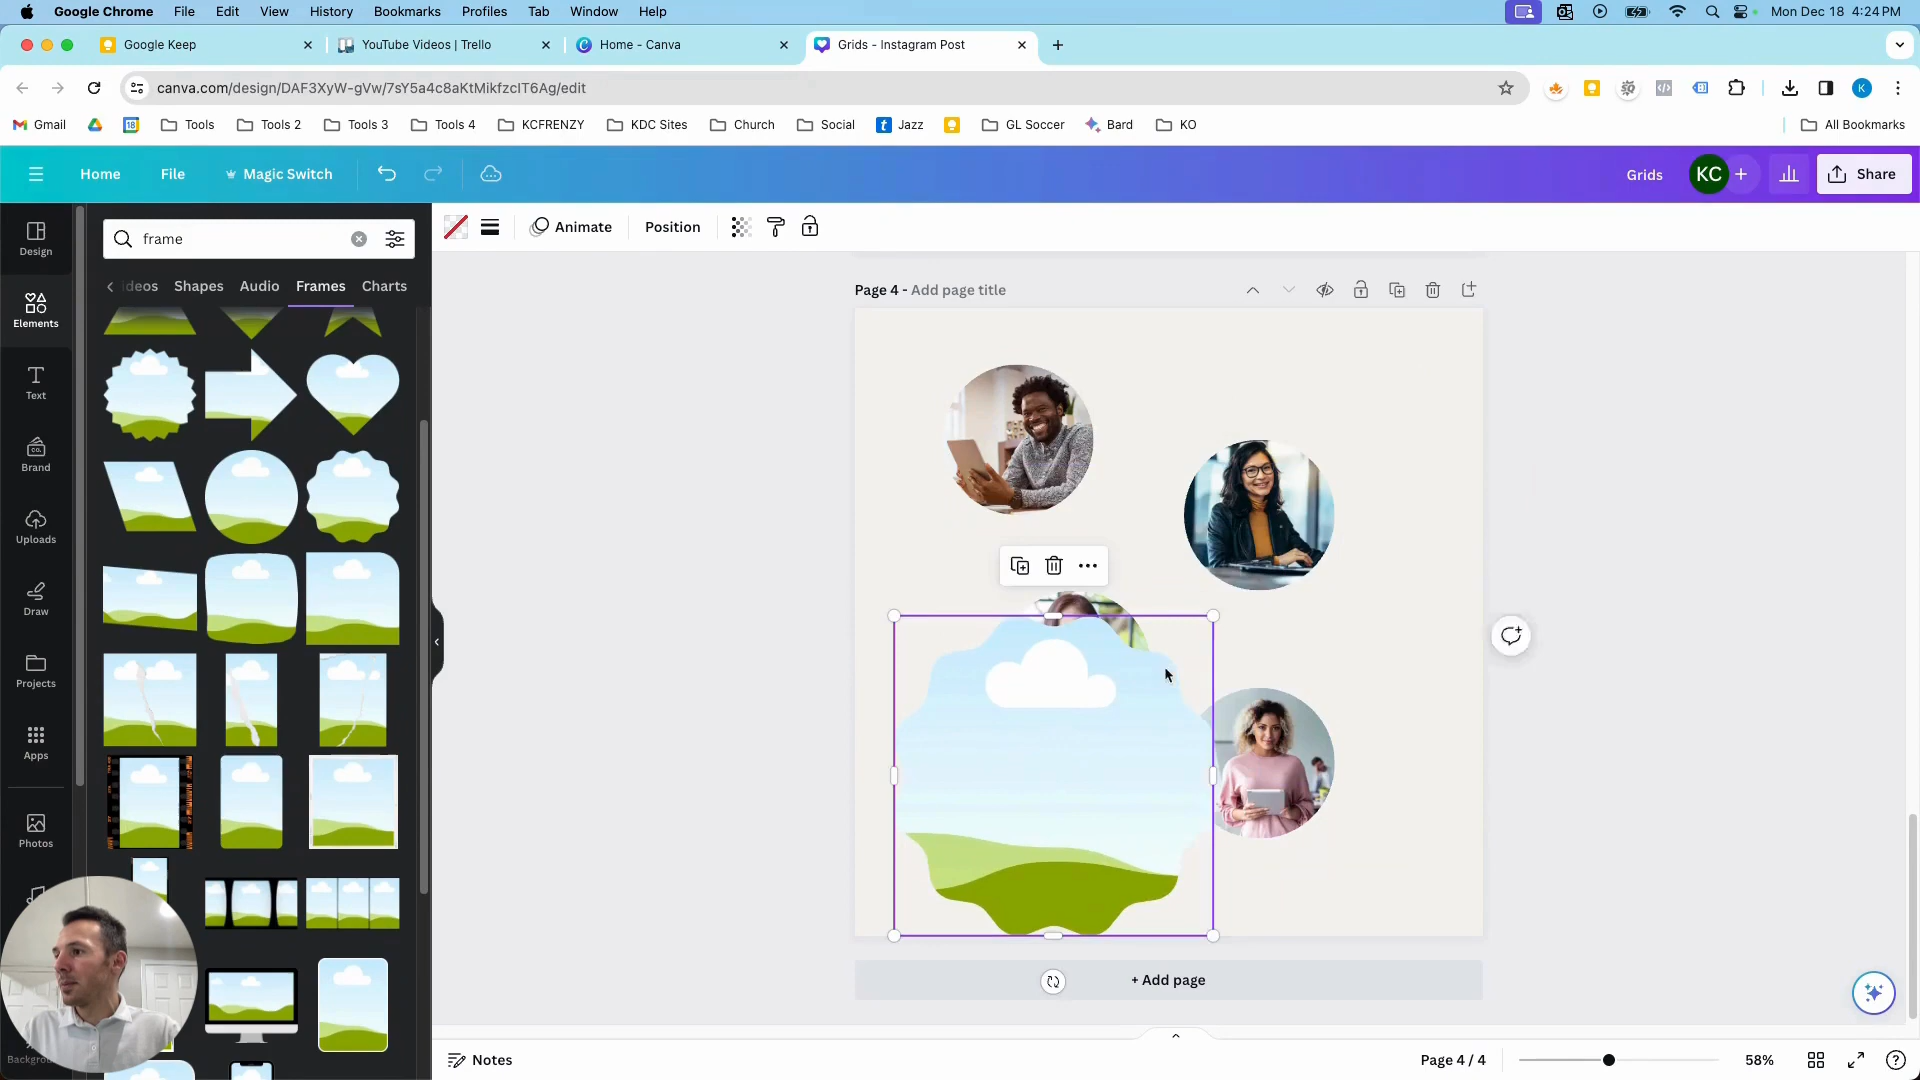 Google Chrome File Edit View History Bookmarks Profiles Tab Window Help Mon Dec 18 4:24 PM
Google Keep YouTube Videos | Trello Home - Canva Grids - Instagram Post
canva.com/design/DAF3XyW-gVw/7sY5a4c8aKtMikfzcIT6Ag/edit
K
Gmail Tools Tools 2 Tools 3 Tools 4 KCFRENZY KDC Sites Church Social Jazz GL Soccer Bard KO All Bookmarks
Home File Magic Switch Grids KC Share
Design
Elements
Text
Brand
Uploads
Draw
Projects
Apps
Photos
frame
Shapes Audio Frames Charts
Animate Position
Page 4 - Add page title
+ Add page
Notes Page 4 / 4 58%